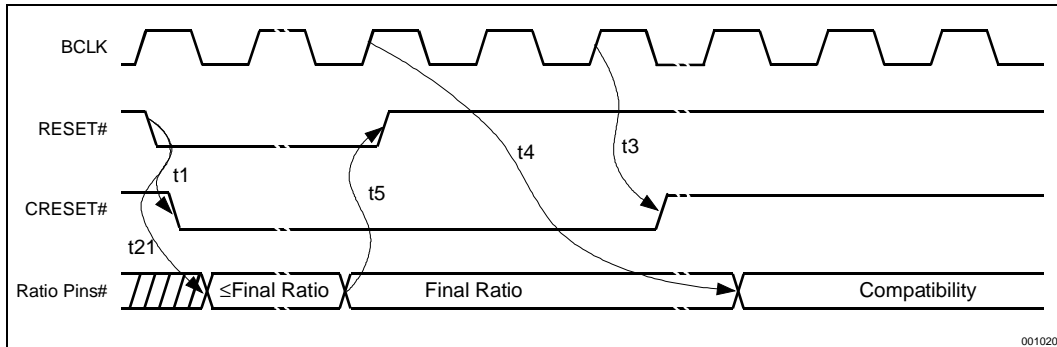 BCLK
RESET#
t1
t5
t4
t3
CRESET#
t21
Ratio Pins#
≤Final Ratio
Final Ratio
Compatibility
001020